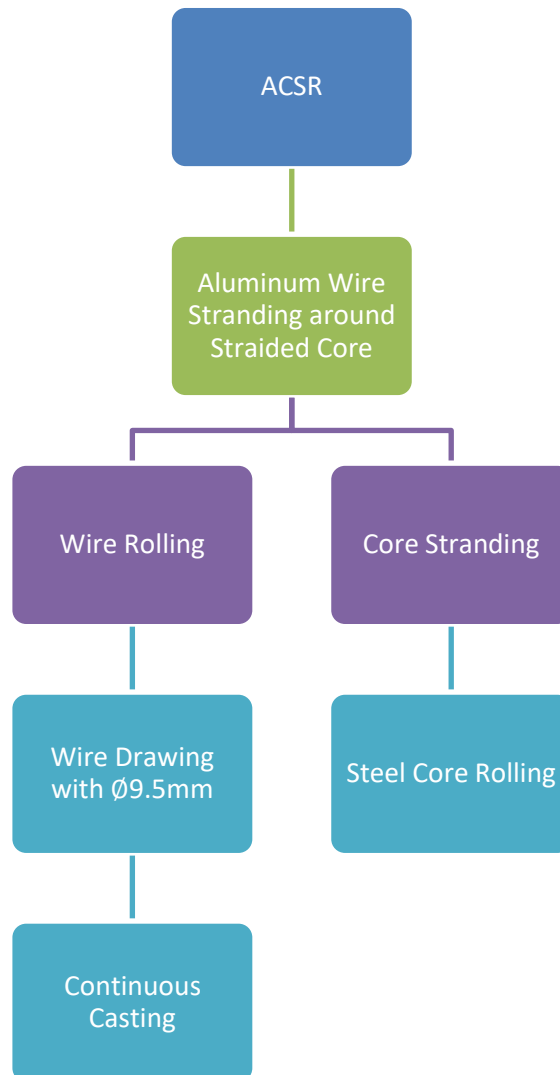 ACSR
Aluminum Wire
Stranding around
Straided Core
Wire Rolling
Core Stranding
Wire Drawing
with Ø9.5mm
Steel Core Rolling
Continuous
Casting